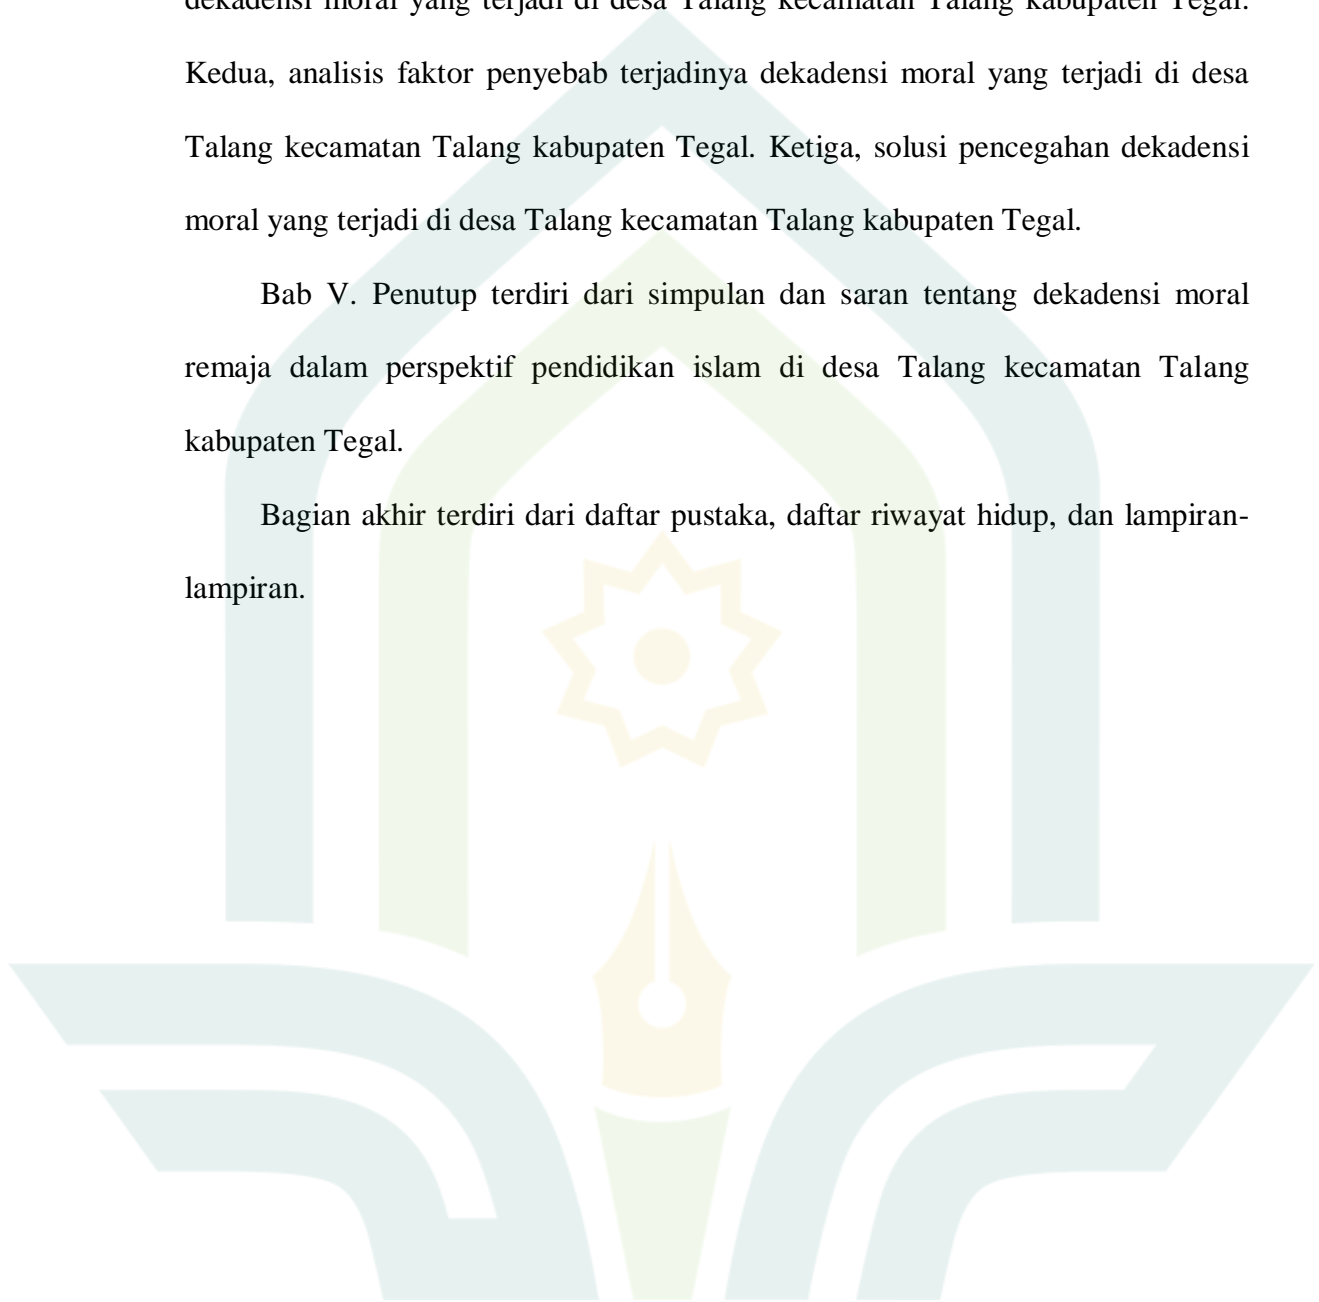 dekadensi moral yang terjadi di desa Talang kecamatan Talang kabupaten Tegal.
Kedua, analisis faktor penyebab terjadinya dekadensi moral yang terjadi di desa
Talang kecamatan Talang kabupaten Tegal. Ketiga, solusi pencegahan dekadensi
moral yang terjadi di desa Talang kecamatan Talang kabupaten Tegal.
Bab V. Penutup terdiri dari simpulan dan saran tentang dekadensi moral
remaja dalam perspektif pendidikan islam di desa Talang kecamatan Talang
kabupaten Tegal.
Bagian akhir terdiri dari daftar pustaka, daftar riwayat hidup, dan lampiran-
lampiran.